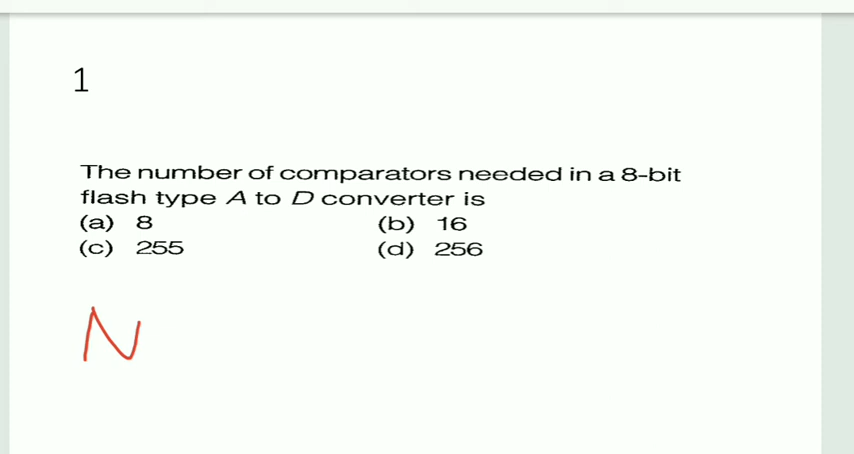 1
The number of comparators needed in a 8-bit
flash type A to D converter is
(a) 8 (b) 16
(c) 255 (d) 256
N